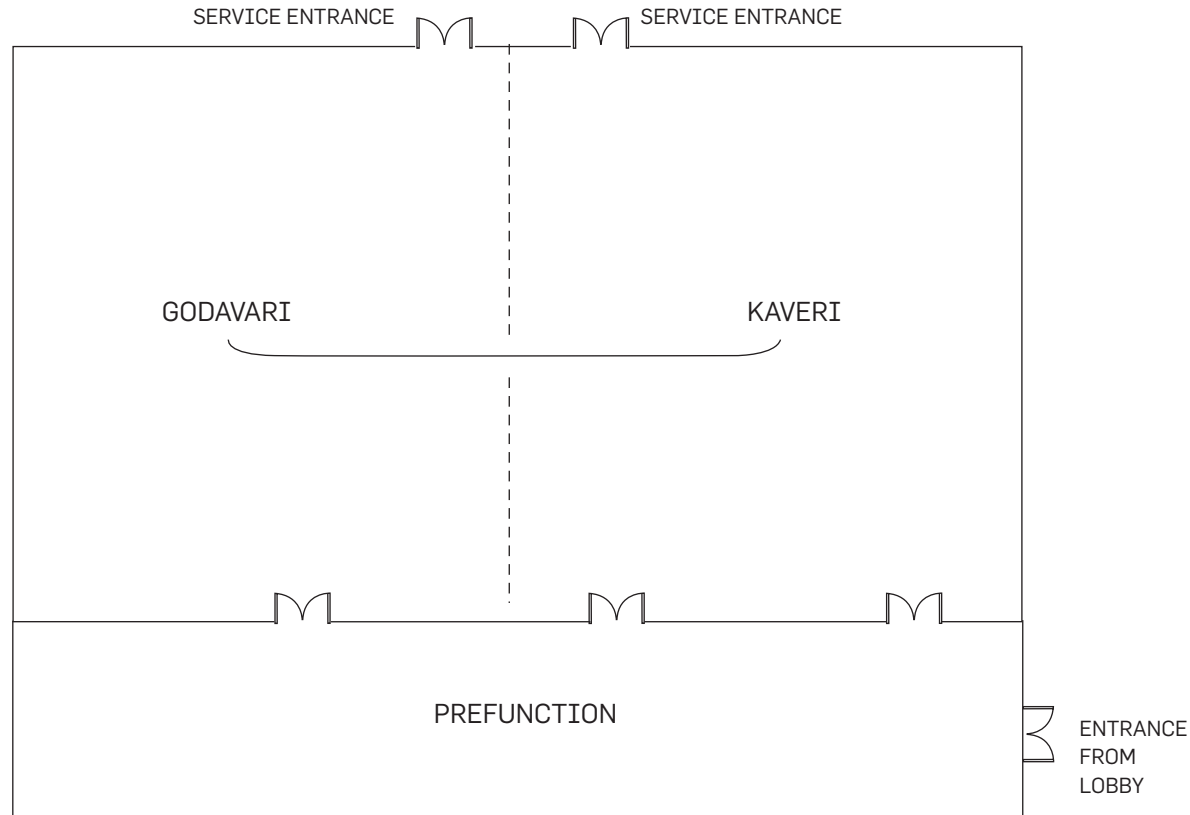 SERVICE ENTRANCE
SERVICE ENTRANCE
GODAVARI
KAVERI
PREFUNCTION
ENTRANCE
FROM
LOBBY